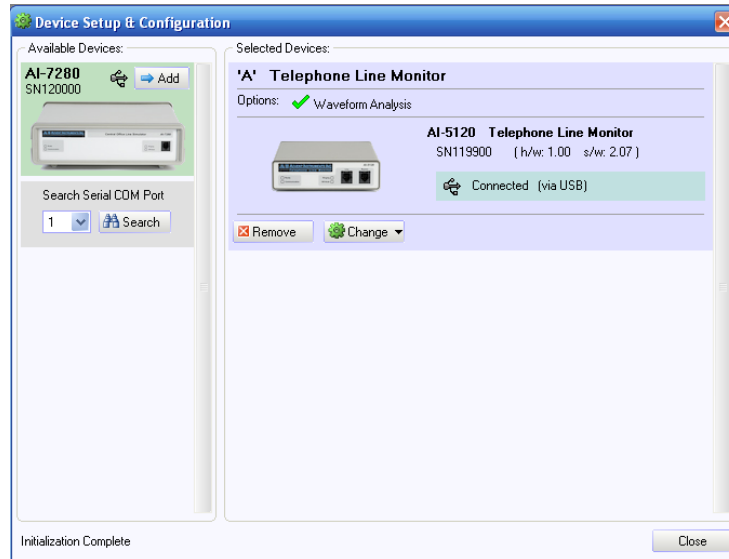 Device Setup & Configuration
Available Devices:
AI-7280
SN120000
Add
Search Serial COM Port
1
Search
Selected Devices:
'A' Telephone Line Monitor
Options: Waveform Analysis
AI-5120 Telephone Line Monitor
SN119900 ( h/w: 1.00 s/w: 2.07 )
Connected (via USB)
Remove
Change
Initialization Complete
Close